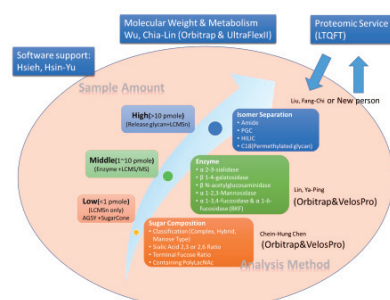 Molecular Weight & Metabolism
Wu, Chia-Lin (Orbitrap & UltraFlexII)
Proteomic Service
(LTQFT)
Software support:
Hsieh, Hsin-Yu
Sample Amount
Liu, Fang-Chi or New person
High(>10 pmole)
(Release glycan+LCMSn)
Isomer Separation
• Amide
• PGC
• HILIC
• C18(Permethylated glycan)
Middle(1~10 pmole)
(Enzyme +LCMS/MS)
Enzyme
• α 2-3-sialidase
• β 1-4-galatosidase
• β N-acetylglucosaminidase
• α 1-2,3-Mannosidase
• α 1-3,4-fucosidase & α 1-6-
fucosidase (BKF)
Lin, Ya-Ping
(Orbitrap&VelosPro)
Low(<1 pmole)
(LCMSn only)
AGSY +SugarCone
Sugar Composition
• Classification (Complex, Hybrid,
Manose Type)
• Salic Acid 2,3 or 2,6 Ratio
• Terminal Fucose Ratio
• Containing PolyLacNAc
Chein-Hung Chen
(Orbitrap&VelosPro)
Analysis Method